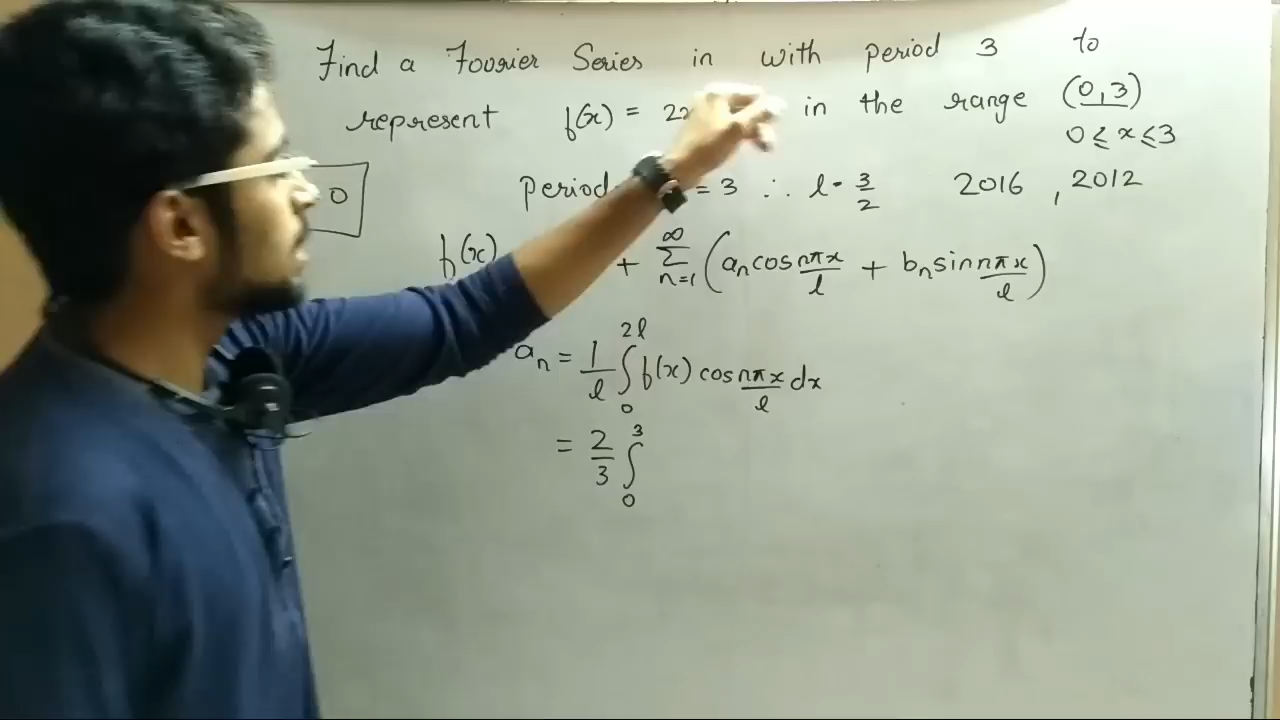 Find a Fourier Series in with period 3 to
represent f(x) = 2x in the range (0,3)
0 ≤ x ≤ 3
0
Period = 3 ∴ l = 3/2 2016 , 2012
f(x) + ∞ Σ n=1 (a_n cos nπx/l + b_n sin nπx/l)
a_n = 1/l ∫_0^{2l} f(x) cos nπx/l dx
= 2/3 ∫_0^3